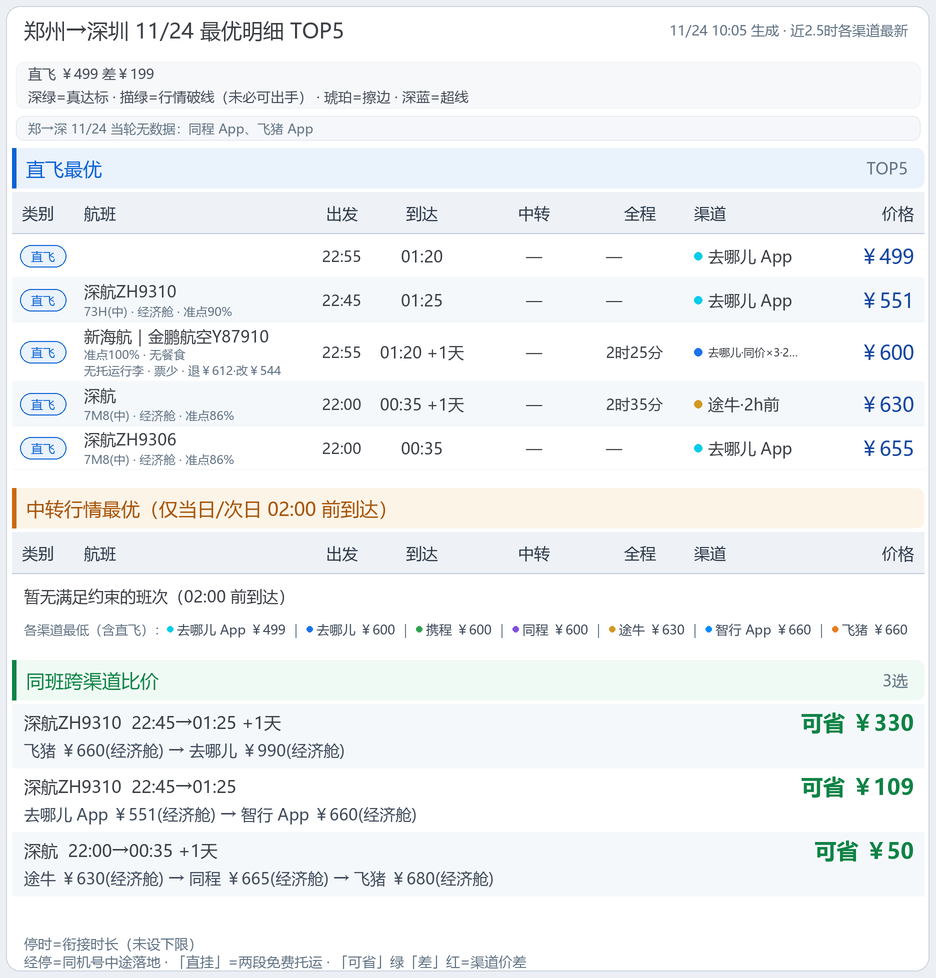 郑州→深圳 11/24 最优明细 TOP5
11/24 10:05 生成 · 近2.5时各渠道最新
直飞 ¥499 差¥199
深绿=真达标 · 描绿=行情破线（未必可出手） · 琥珀=擦边 · 深蓝=超线
郑→深 11/24 当轮无数据：同程 App、飞猪 App
直飞最优 TOP5
类别 航班 出发 到达 中转 全程 渠道 价格
直飞 22:55 01:20 — — 去哪儿 App ¥499
直飞 深航ZH9310 22:45 01:25 — — 去哪儿 App ¥551
73H(中) · 经济舱 · 准点90%
直飞 新海航｜金鹏航空Y87910 22:55 01:20 +1天 — 2时25分 去哪儿·同价×3·2... ¥600
准点100% · 无餐食
无托运行李 · 票少 · 退¥612·改¥544
直飞 深航 22:00 00:35 +1天 — 2时35分 途牛·2h前 ¥630
7M8(中) · 经济舱 · 准点86%
直飞 深航ZH9306 22:00 00:35 — — 去哪儿 App ¥655
7M8(中) · 经济舱 · 准点86%
中转行情最优（仅当日/次日 02:00 前到达）
类别 航班 出发 到达 中转 全程 渠道 价格
暂无满足约束的班次（02:00 前到达）
各渠道最低（含直飞）: 去哪儿 App ¥499 | 去哪儿 ¥600 | 携程 ¥600 | 同程 ¥600 | 途牛 ¥630 | 智行 App ¥660 | 飞猪 ¥660
同班跨渠道比价 3选
深航ZH9310 22:45→01:25 +1天 可省 ¥330
飞猪 ¥660(经济舱) → 去哪儿 ¥990(经济舱)
深航ZH9310 22:45→01:25 可省 ¥109
去哪儿 App ¥551(经济舱) → 智行 App ¥660(经济舱)
深航 22:00→00:35 +1天 可省 ¥50
途牛 ¥630(经济舱) → 同程 ¥665(经济舱) → 飞猪 ¥680(经济舱)
停时=衔接时长（未设下限）
经停=同机号中途落地 · 「直挂」=两段免费托运 · 「可省」绿「差」红=渠道价差